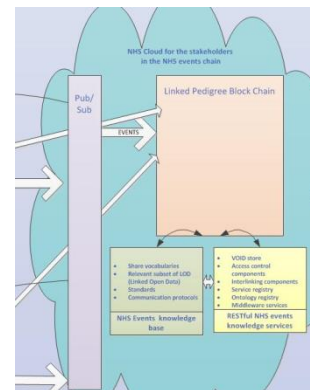 NHS Cloud for the stakeholders
in the NHS events chain
Pub/
Sub
Linked Pedigree Block Chain
EVENTS
• Share vocabularies
• Relevant subset of LOD
(Linked Open Data)
• Standards
• Communication protocols
NHS Events knowledge
base
• VOID store
• Access control
components
• Interlinking components
• Service registry
• Ontology registry
• Middleware services
RESTful NHS events
knowledge services